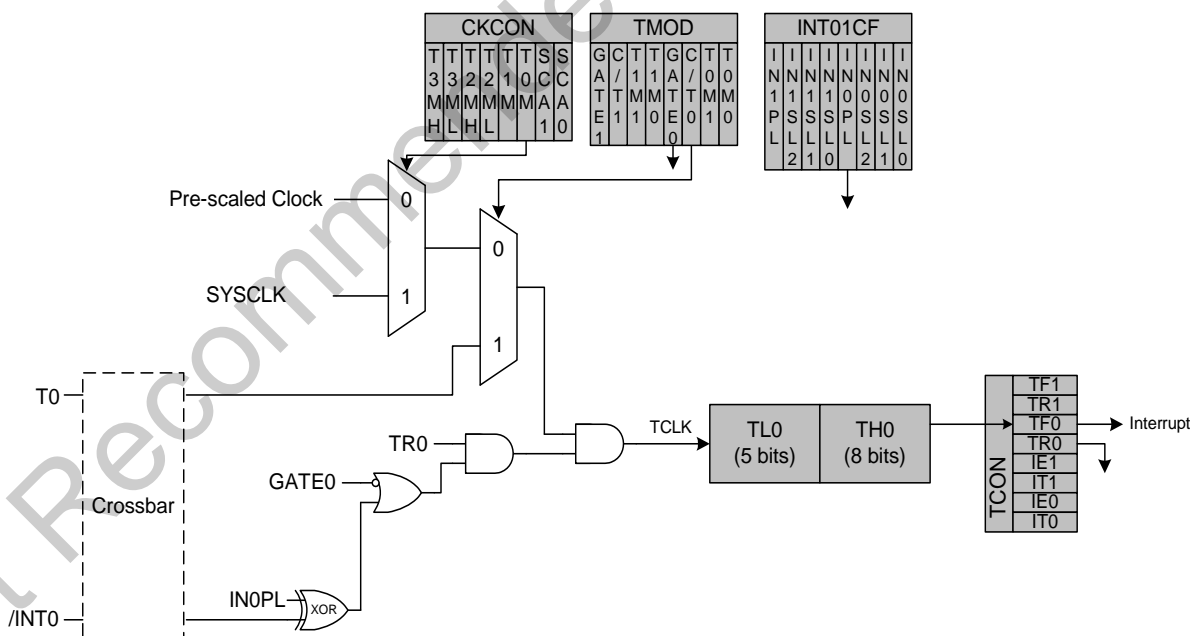 CKCON
T3MH
T3ML
T2MH
T2ML
T1M
T0M
SCA1
SCA0
TMOD
GATE1
C/T1
T1M1
T1M0
GATE0
C/T0
T0M1
T0M0
INT01CF
IN1PL
IN1SL2
IN1SL1
IN1SL0
IN0PL
IN0SL2
IN0SL1
IN0SL0
Pre-scaled Clock
0
SYSCLK
1
0
1
T0
Crossbar
/INT0
TR0
GATE0
IN0PL
XOR
TCLK
TL0
(5 bits)
TH0
(8 bits)
TCON
TF1
TR1
TF0
TR0
IE1
IT1
IE0
IT0
Interrupt
t Recommende